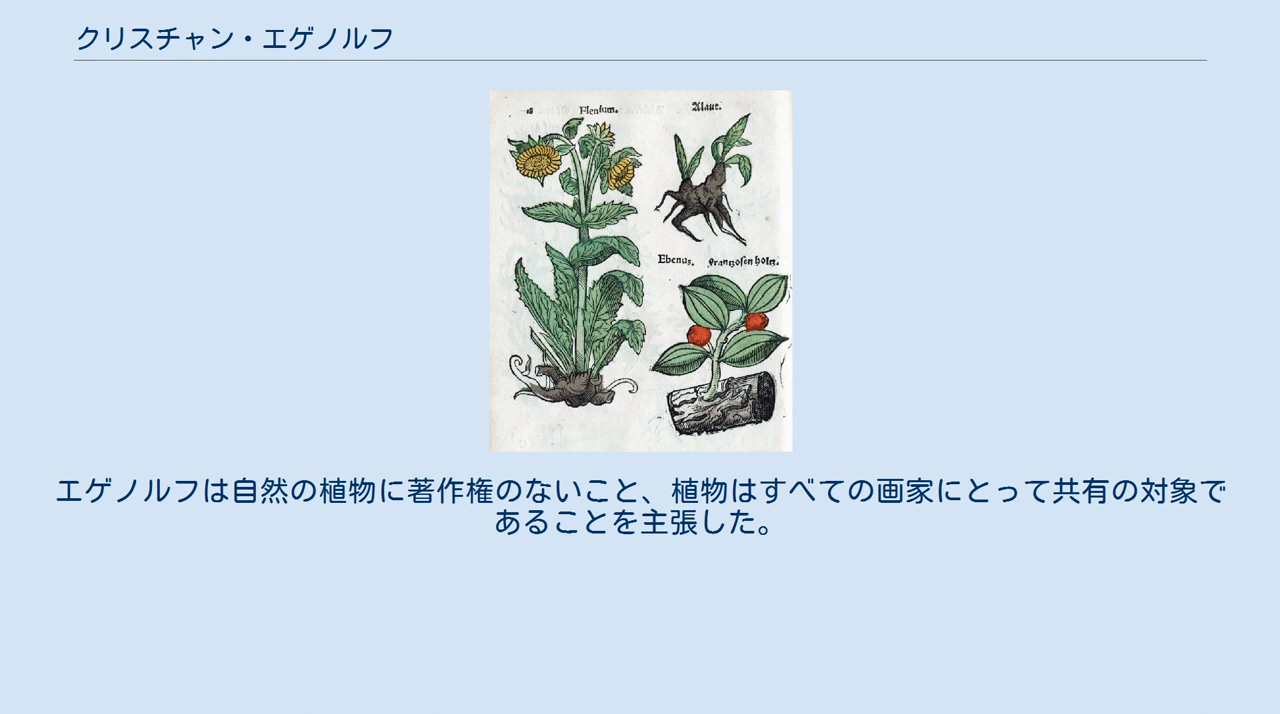 クリスチャン・エゲノルフ
Elenium. Alaut.
Ebenus. Franzosen holtz.
エゲノルフは自然の植物に著作権のないこと、植物はすべての画家にとって共有の対象で
あることを主張した。